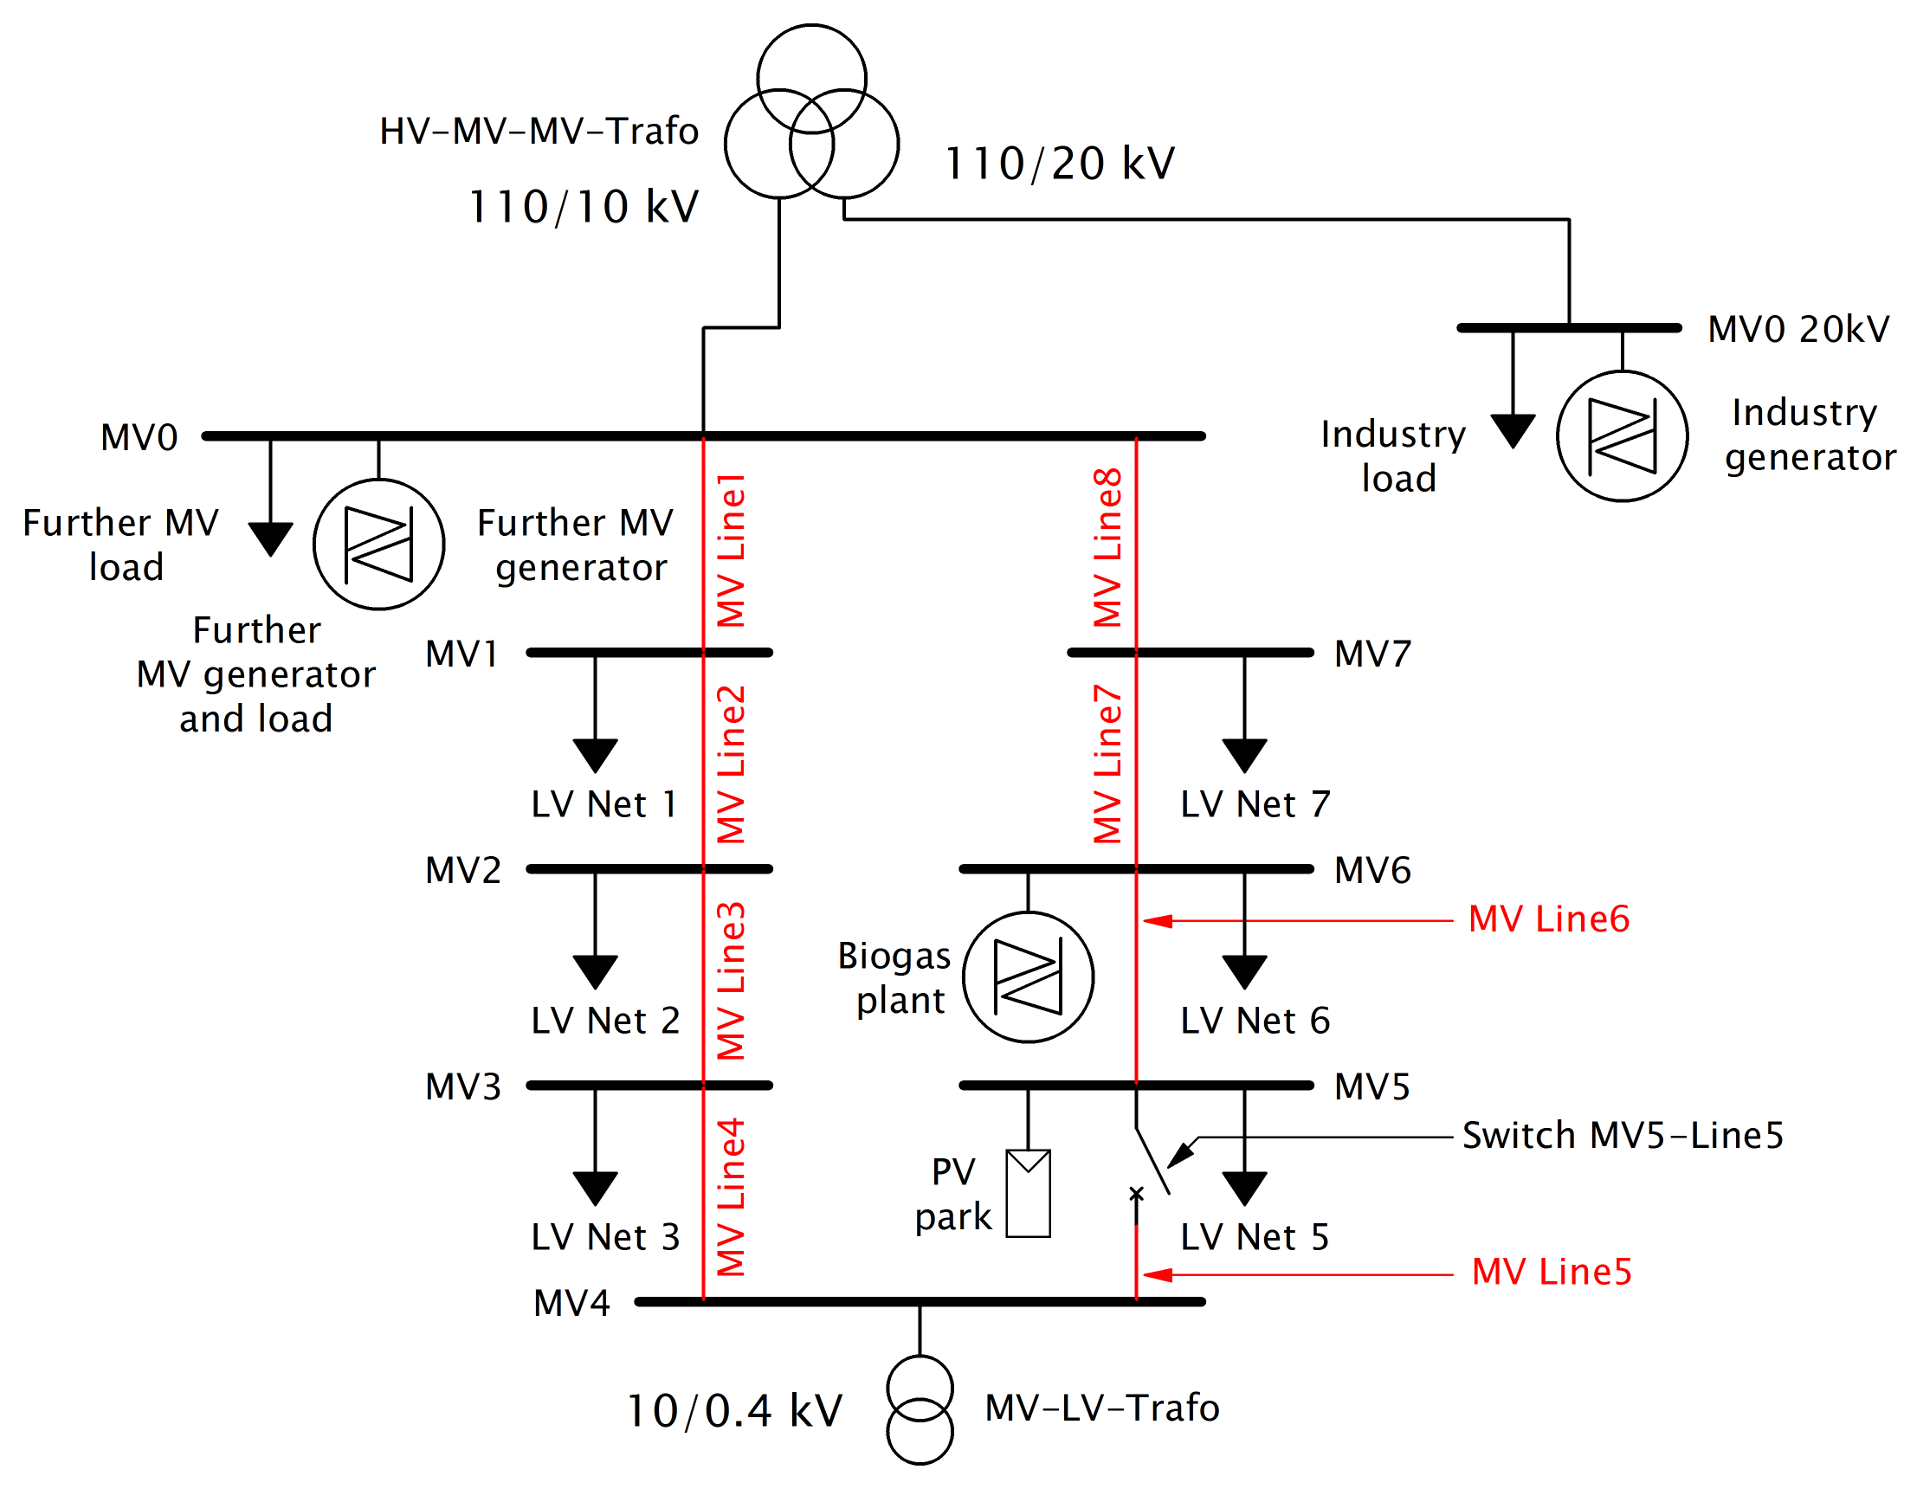 HV-MV-MV-Trafo
110/10 kV
110/20 kV
MV0 20kV
Industry
load
Industry
generator
MV0
Further MV
load
Further MV
generator
Further
MV generator
and load
MV Line1
MV Line8
MV1
MV7
LV Net 1
MV Line2
MV Line7
LV Net 7
MV2
MV6
MV Line6
LV Net 2
MV Line3
Biogas
plant
LV Net 6
MV3
MV5
Switch MV5-Line5
LV Net 3
MV Line4
PV
park
LV Net 5
MV Line5
MV4
10/0.4 kV
MV-LV-Trafo